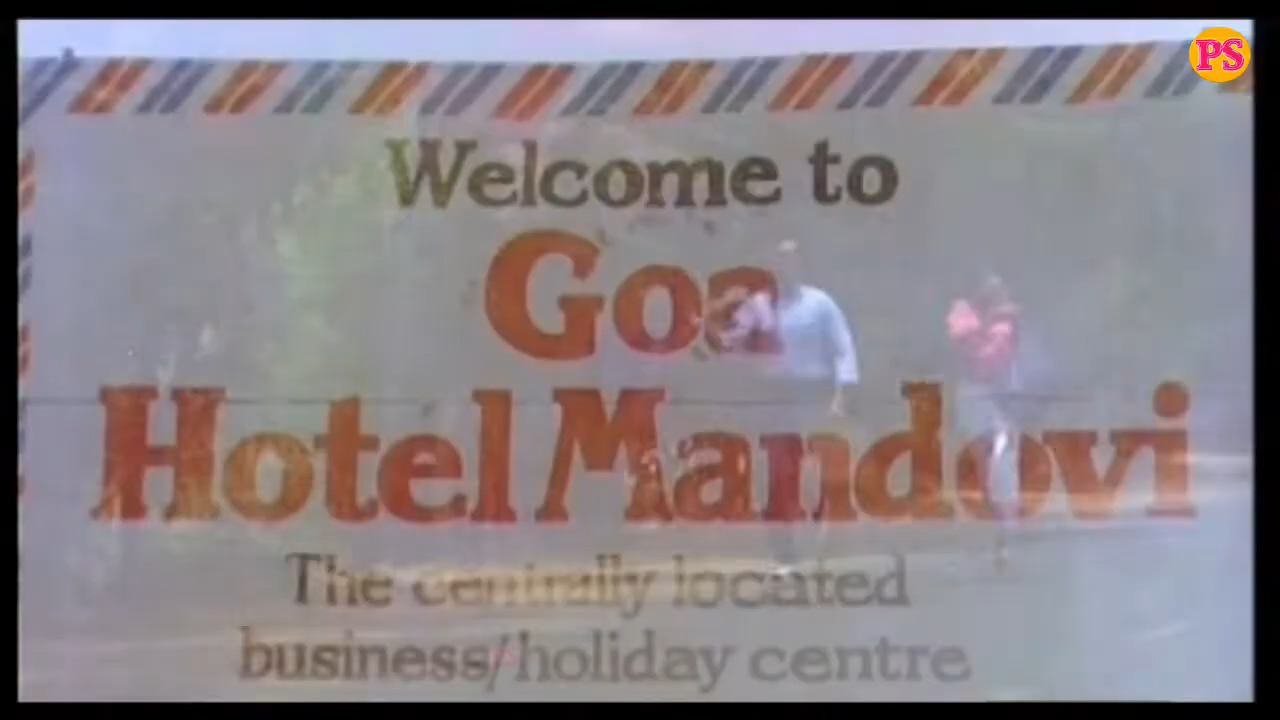 PS
Welcome to
Goa
Hotel Mandovi
The centrally located
business/holiday centre